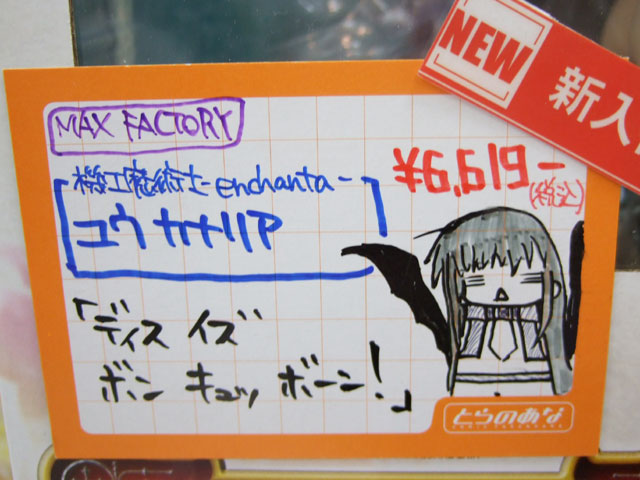 NEW
新入
MAX FACTORY
機工魔術士-enchanta-
¥6,619-
(税込)
ユウ カナリア
「ディス イズ
ボン キュッ ボーン!」
とらのあな